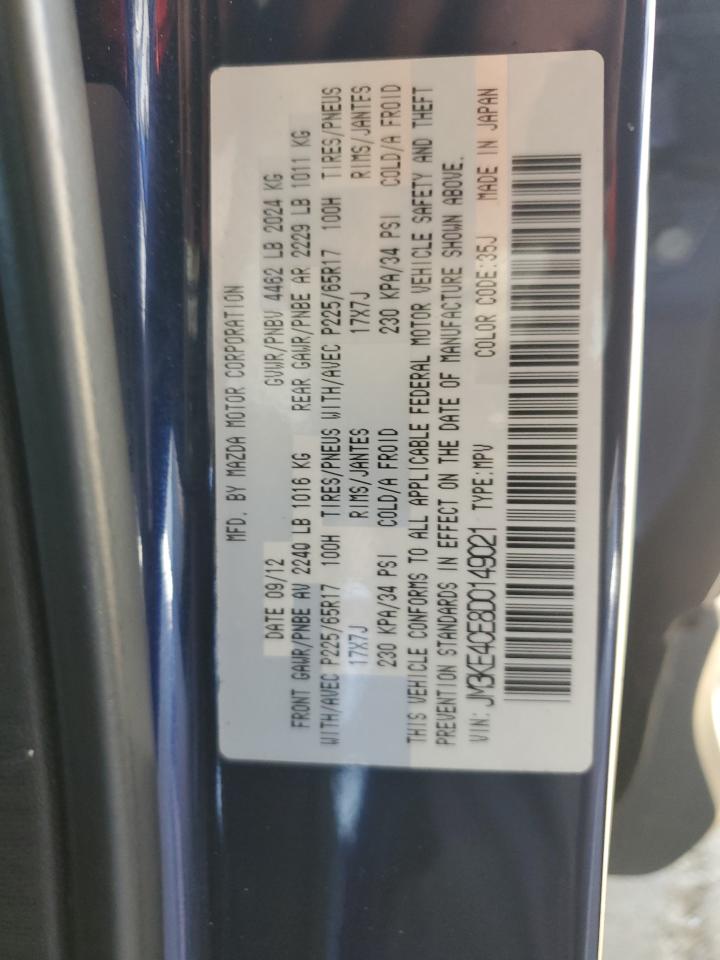 MFD. BY MAZDA MOTOR CORPORATION
DATE 09/12 GVWR/PNBV 4462 LB 2024 KG
FRONT GAWR/PNBE AV 2240 LB 1016 KG REAR GAWR/PNBE AR 2229 LB 1011 KG
WITH/AVEC P225/65R17 100H TIRES/PNEUS WITH/AVEC P225/65R17 100H TIRES/PNEUS
17X7J RIMS/JANTES 17X7J RIMS/JANTES
230 KPA/34 PSI COLD/A FROID 230 KPA/34 PSI COLD/A FROID
THIS VEHICLE CONFORMS TO ALL APPLICABLE FEDERAL MOTOR VEHICLE SAFETY AND THEFT
PREVENTION STANDARDS IN EFFECT ON THE DATE OF MANUFACTURE SHOWN ABOVE.
VIN: JM3KE4CE8D0149021 TYPE:MPV COLOR CODE:35J MADE IN JAPAN